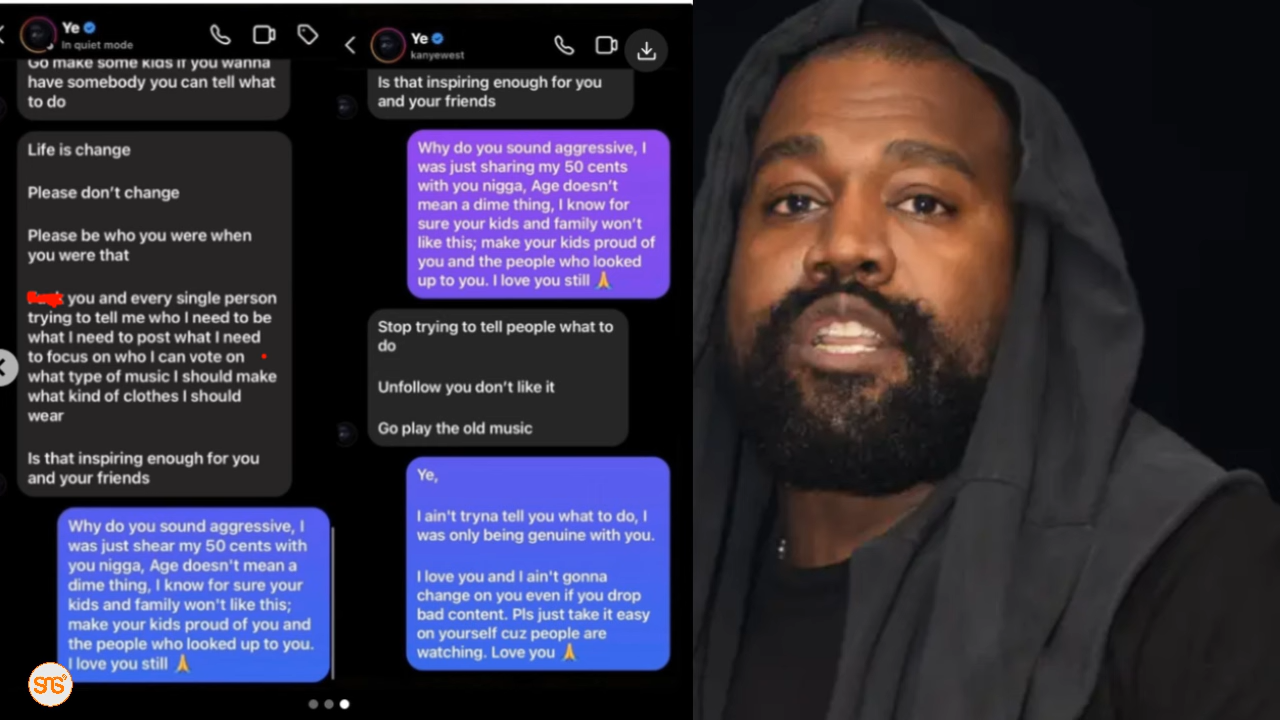 Ye
In quiet mode
Go make some kids if you wanna
have somebody you can tell what
to do
Life is change
Please don't change
Please be who you were when
you were that
you and every single person
trying to tell me who I need to be
what I need to post what I need
to focus on who I can vote on
what type of music I should make
what kind of clothes I should
wear
Is that inspiring enough for you
and your friends
Why do you sound aggressive, I
was just shear my 50 cents with
you nigga, Age doesn't mean a
dime thing, I know for sure your
kids and family won't like this;
make your kids proud of you and
the people who looked up to you.
I love you still 🙏
Ye
kanyewest
Is that inspiring enough for you
and your friends
Why do you sound aggressive, I
was just sharing my 50 cents
with you nigga, Age doesn't
mean a dime thing, I know for
sure your kids and family won't
like this; make your kids proud of
you and the people who looked
up to you. I love you still 🙏
Stop trying to tell people what to
do
Unfollow you don't like it
Go play the old music
Ye,
I ain't tryna tell you what to do, I
was only being genuine with you.
I love you and I ain't gonna
change on you even if you drop
bad content. Pls just take it easy
on yourself cuz people are
watching. Love you 🙏
SNS